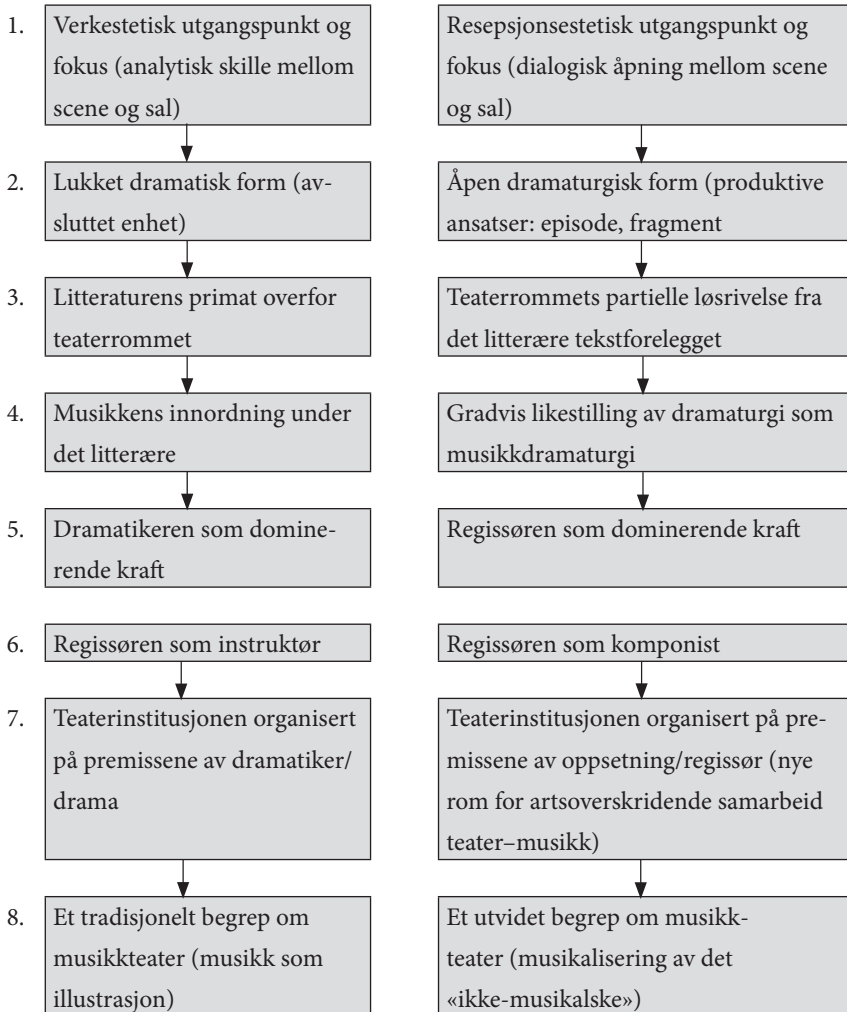 1. Verkestetisk utgangspunkt og
fokus (analytisk skille mellom
scene og sal)
Resepsjonsestetisk utgangspunkt og
fokus (dialogisk åpning mellom scene
og sal)
2. Lukket dramatisk form (av-
sluttet enhet)
Åpen dramaturgisk form (produktive
ansatser: episode, fragment
3. Litteraturens primat overfor
teaterrommet
Teaterrommets partielle løsrivelse fra
det litterære tekstforelegget
4. Musikkens innordning under
det litterære
Gradvis likestilling av dramaturgi som
musikkdramaturgi
5. Dramatikeren som domine-
rende kraft
Regissøren som dominerende kraft
6. Regissøren som instruktør
Regissøren som komponist
7. Teaterinstitusjonen organisert
på premissene av dramatiker/
drama
Teaterinstitusjonen organisert på pre-
missene av oppsetning/regissør (nye
rom for artsoverskridende samarbeid
teater–musikk)
8. Et tradisjonelt begrep om
musikkteater (musikk som
illustrasjon)
Et utvidet begrep om musikk-
teater (musikalisering av det
«ikke-musikalske»)